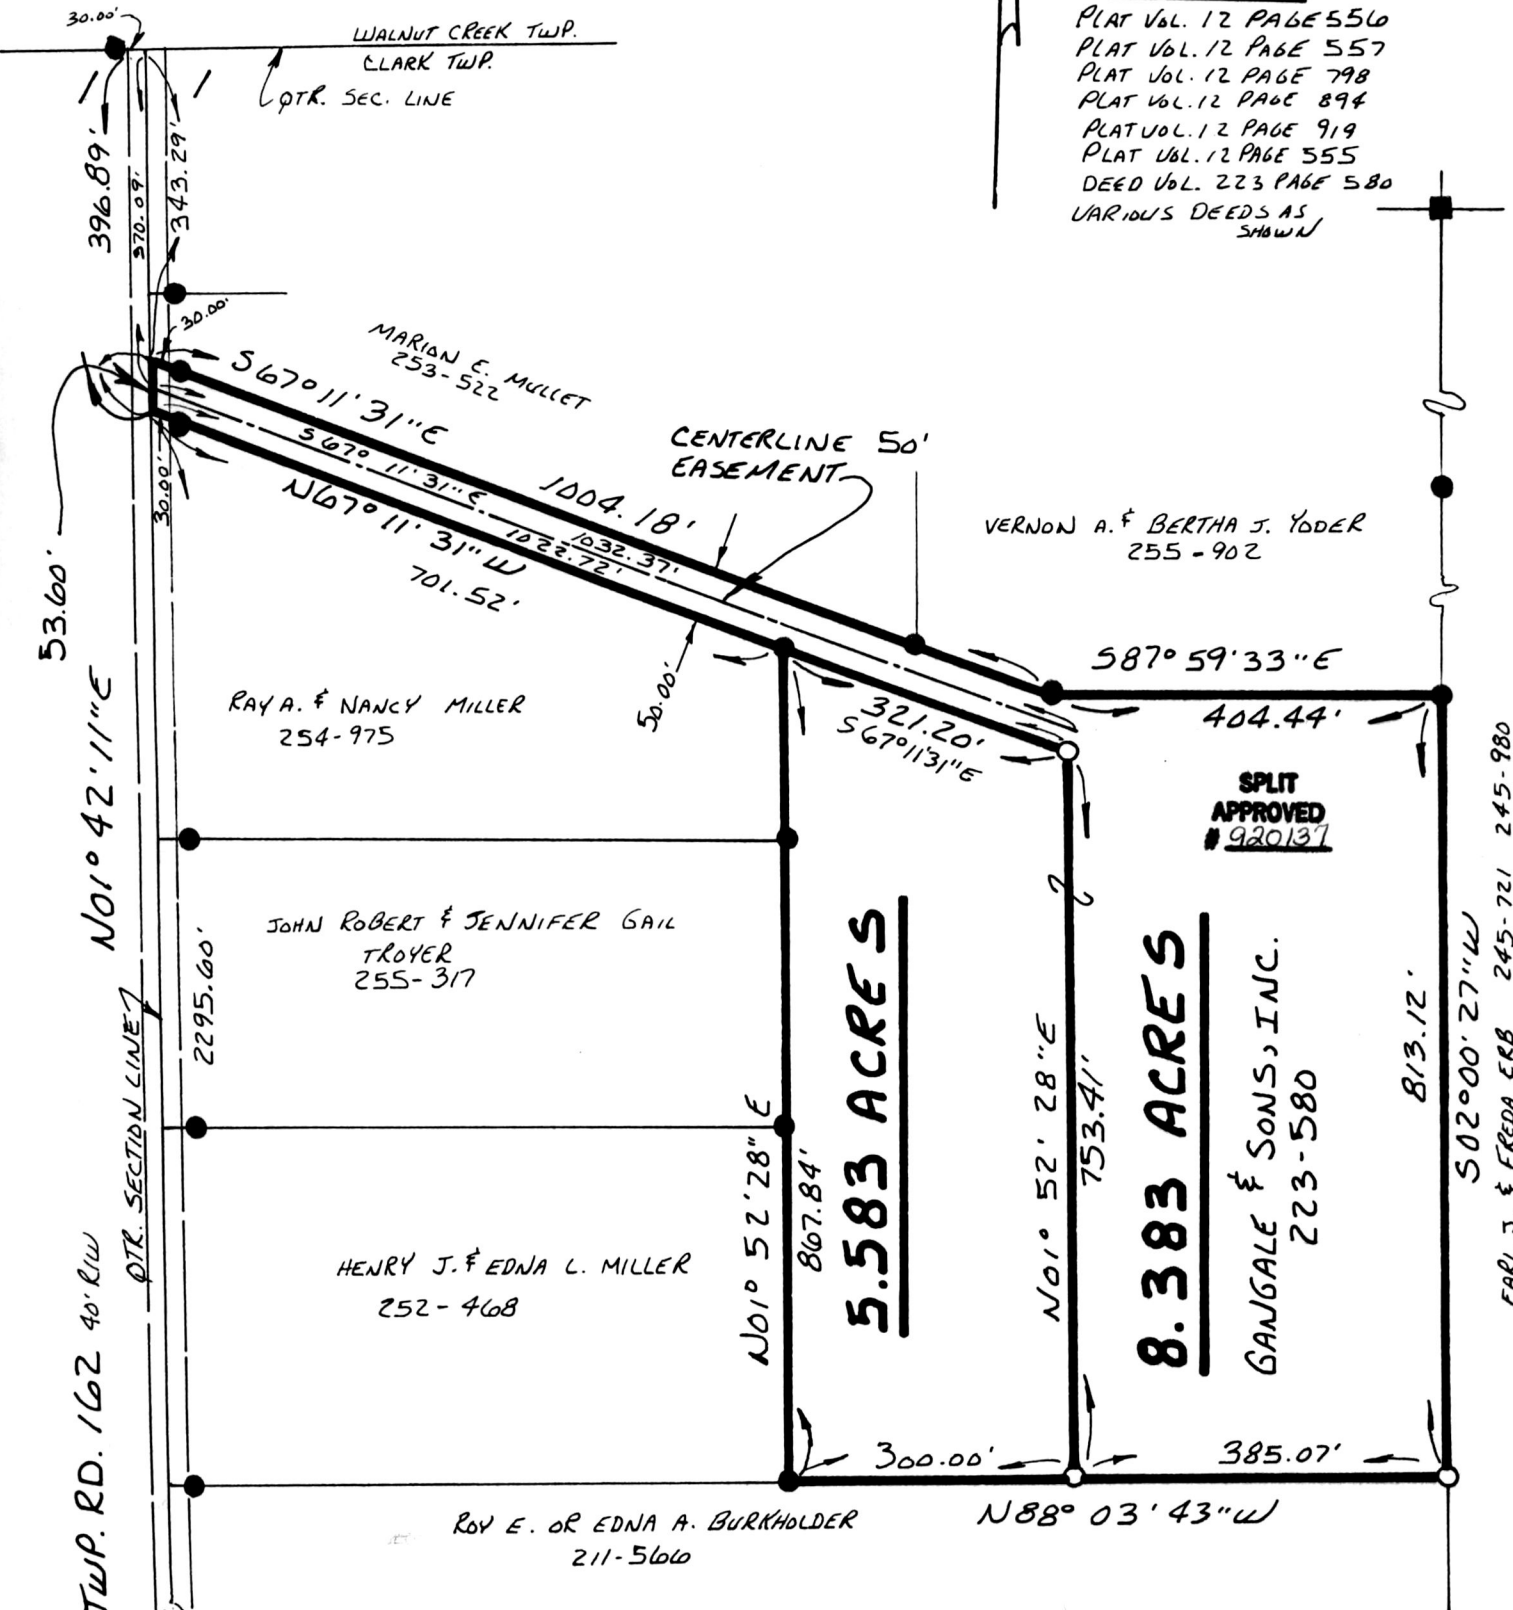 30.00'
WALNUT CREEK TWP.
CLARK TWP.
QTR. SEC. LINE
PLAT VOL. 12 PAGE 556
PLAT VOL. 12 PAGE 557
PLAT VOL. 12 PAGE 798
PLAT VOL. 12 PAGE 894
PLAT VOL. 12 PAGE 919
PLAT VOL. 12 PAGE 555
DEED VOL. 223 PAGE 580
VARIOUS DEEDS AS
SHOWN
396.89'
370.09'
343.29'
30.00'
MARION E. MULLET
253-522
S67° 11' 31"E
1004.18'
S67° 11' 31"E
1032.37'
1022.72'
N67° 11' 31"W
701.52'
30.00'
53.60'
CENTERLINE 50'
EASEMENT
VERNON A. & BERTHA J. YODER
255-902
S87° 59' 33"E
404.44'
50.00'
321.20'
S67°11'31"E
RAY A. & NANCY MILLER
254-975
SPLIT
APPROVED
# 920137
N01° 42' 11"E
2295.60'
QTR. SECTION LINE
TWP. RD. 162 40' R/W
JOHN ROBERT & JENNIFER GAIL
TROYER
255-317
HENRY J. & EDNA L. MILLER
252-468
N01° 52' 28" E
867.84'
5.583 ACRES
N01° 52' 28"E
753.41'
8.383 ACRES
GANGALE & SONS, INC.
223-580
813.12'
S02°00'27"W
EARL J. & FREDA ERB 245-721 245-980
300.00'
385.07'
N88° 03' 43"W
ROY E. OR EDNA A. BURKHOLDER
211-566